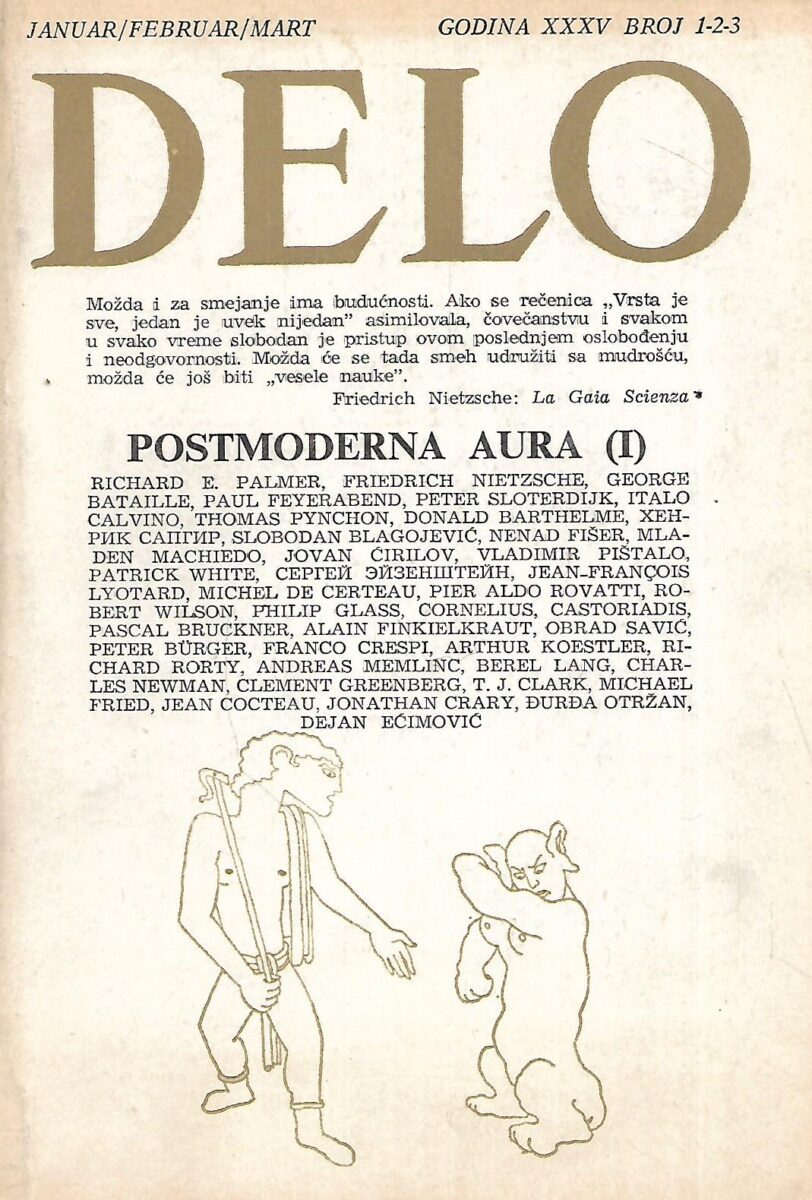 JANUAR/FEBRUAR/MART GODINA XXXV BROJ 1-2-3
DELO
Možda i za smejanje ima budućnosti. Ako se rečenica „Vrsta je
sve, jedan je uvek nijedan” asimilovala, čovečanstvu i svakom
u svako vreme slobodan je pristup ovom poslednjem oslobođenju
i neodgovornosti. Možda će se tada smeh udružiti sa mudrošću,
možda će još biti „vesele nauke”.
Friedrich Nietzsche: La Gaia Scienza*
POSTMODERNA AURA (I)
RICHARD E. PALMER, FRIEDRICH NIETZSCHE, GEORGE
BATAILLE, PAUL FEYERABEND, PETER SLOTERDIJK, ITALO
CALVINO, THOMAS PYNCHON, DONALD BARTHELME, ХЕН-
РИК САПГИР, SLOBODAN BLAGOJEVIĆ, NENAD FIŠER, MLA-
DEN MACHIEDO, JOVAN ĆIRILOV, VLADIMIR PIŠTALO,
PATRICK WHITE, СЕРГЕЙ ЭЙЗЕНШТЕЙН, JEAN-FRANÇOIS
LYOTARD, MICHEL DE CERTEAU, PIER ALDO ROVATTI, RO-
BERT WILSON, PHILIP GLASS, CORNELIUS, CASTORIADIS,
PASCAL BRUCKNER, ALAIN FINKIELKRAUT, OBRAD SAVIĆ,
PETER BÜRGER, FRANCO CRESPI, ARTHUR KOESTLER, RI-
CHARD RORTY, ANDREAS MEMLINC, BEREL LANG, CHAR-
LES NEWMAN, CLEMENT GREENBERG, T. J. CLARK, MICHAEL
FRIED, JEAN COCTEAU, JONATHAN CRARY, ĐURĐA OTRŽAN,
DEJAN EĆIMOVIĆ